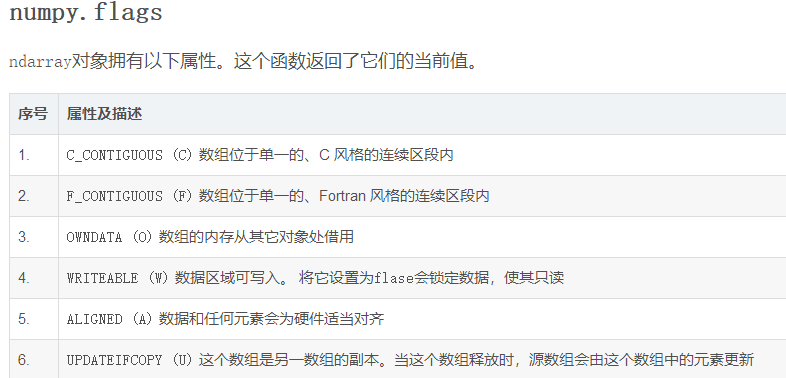 numpy.flags
ndarray对象拥有以下属性。这个函数返回了它们的当前值。
序号 属性及描述
1. C_CONTIGUOUS (C) 数组位于单一的、C 风格的连续区段内
2. F_CONTIGUOUS (F) 数组位于单一的、Fortran 风格的连续区段内
3. OWNDATA (O) 数组的内存从其它对象处借用
4. WRITEABLE (W) 数据区域可写入。 将它设置为flase会锁定数据，使其只读
5. ALIGNED (A) 数据和任何元素会为硬件适当对齐
6. UPDATEIFCOPY (U) 这个数组是另一数组的副本。当这个数组释放时，源数组会由这个数组中的元素更新